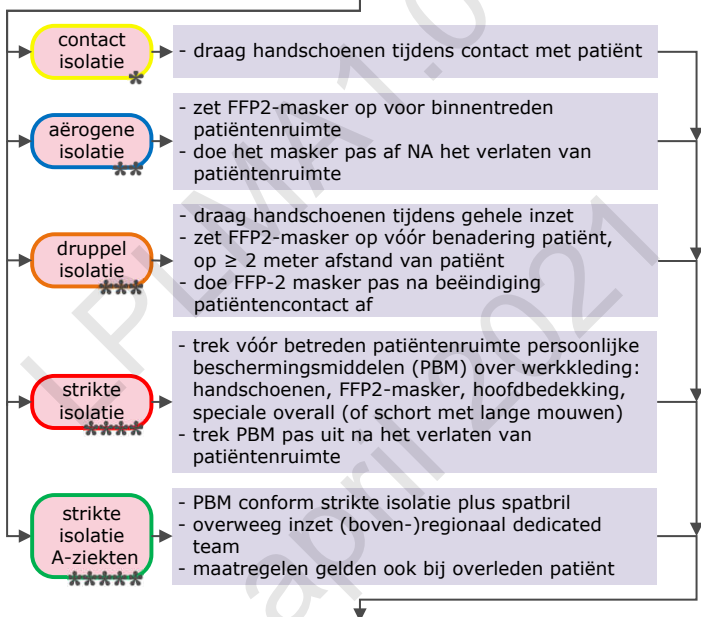 contact
isolatie
*
- draag handschoenen tijdens contact met patiënt
aërogene
isolatie
**
- zet FFP2-masker op voor binnentreden
patiëntenruimte
- doe het masker pas af NA het verlaten van
patiëntenruimte
druppel
isolatie
***
- draag handschoenen tijdens gehele inzet
- zet FFP2-masker op vóór benadering patiënt,
op ≥ 2 meter afstand van patiënt
- doe FFP-2 masker pas na beëindiging
patiëntencontact af
strikte
isolatie
****
- trek vóór betreden patiëntenruimte persoonlijke
beschermingsmiddelen (PBM) over werkkleding:
handschoenen, FFP2-masker, hoofdbedekking,
speciale overall (of schort met lange mouwen)
- trek PBM pas uit na het verlaten van
patiëntenruimte
strikte
isolatie
A-ziekten
*****
- PBM conform strikte isolatie plus spatbril
- overweeg inzet (boven-)regionaal dedicated
team
- maatregelen gelden ook bij overleden patiënt
LPLMA1.0
april 2021